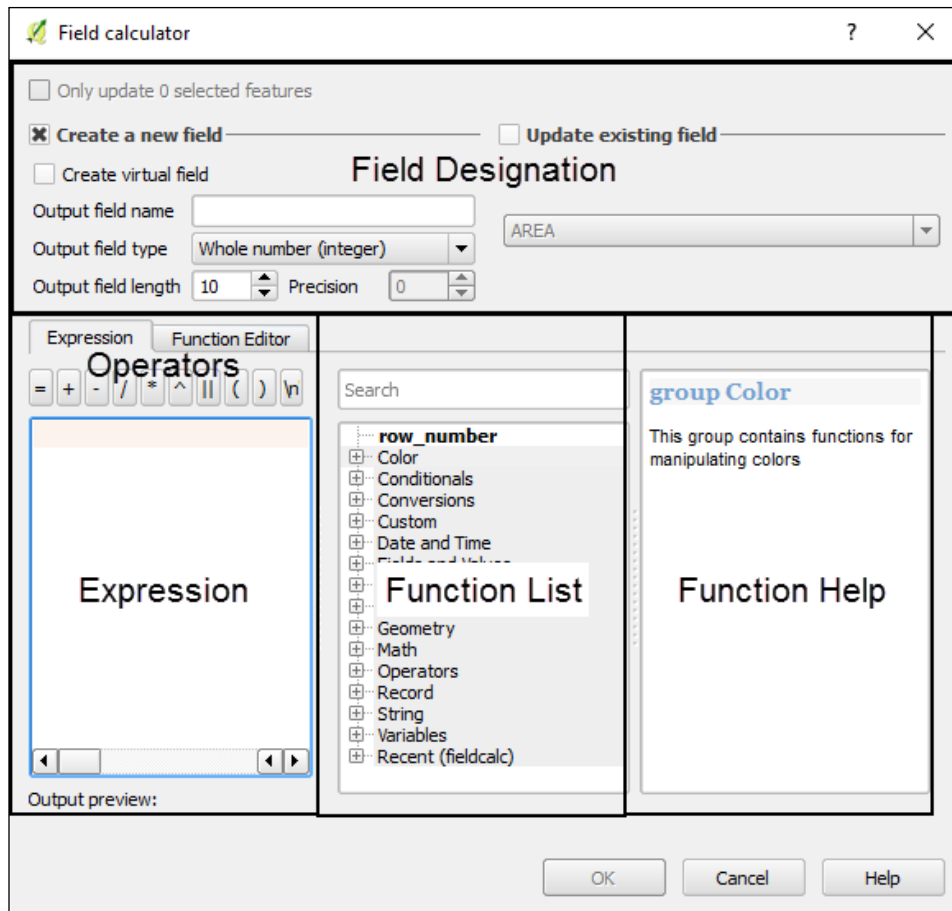 Field calculator ?
Only update 0 selected features
Create a new field
Update existing field
Create virtual field
Field Designation
Output field name
AREA
Output field type Whole number (integer)
Output field length 10 Precision 0
Expression Function Editor
Operators
= + - / * ^ || ( ) \n
Search
group Color
This group contains functions for
manipulating colors
row_number
Color
Conditionals
Conversions
Custom
Date and Time
Expression
Function List
Function Help
Geometry
Math
Operators
Record
String
Variables
Recent (fieldcalc)
Output preview:
OK Cancel Help